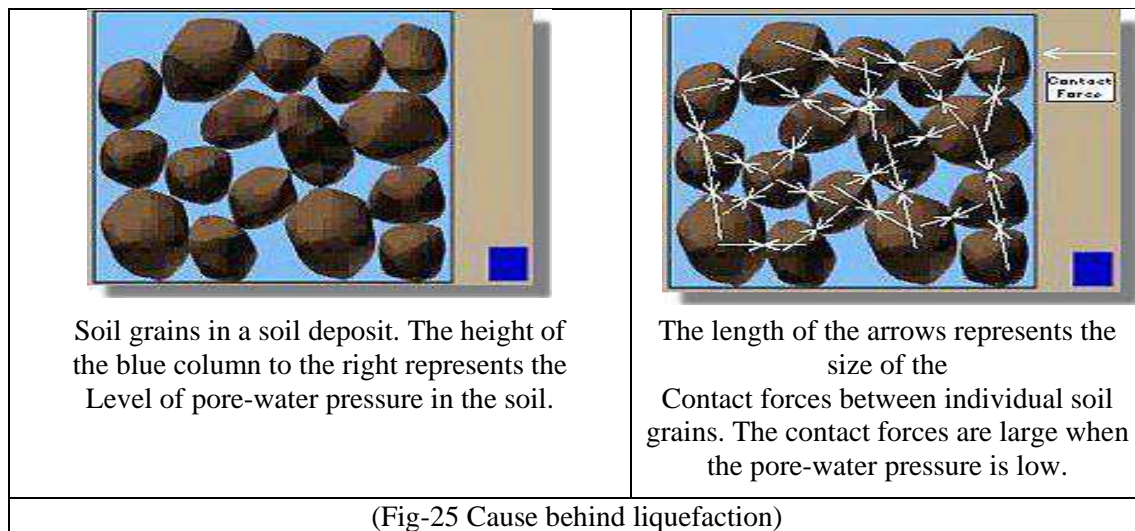 Contact
Force
Soil grains in a soil deposit. The height of
the blue column to the right represents the
Level of pore-water pressure in the soil.
The length of the arrows represents the
size of the
Contact forces between individual soil
grains. The contact forces are large when
the pore-water pressure is low.
(Fig-25 Cause behind liquefaction)